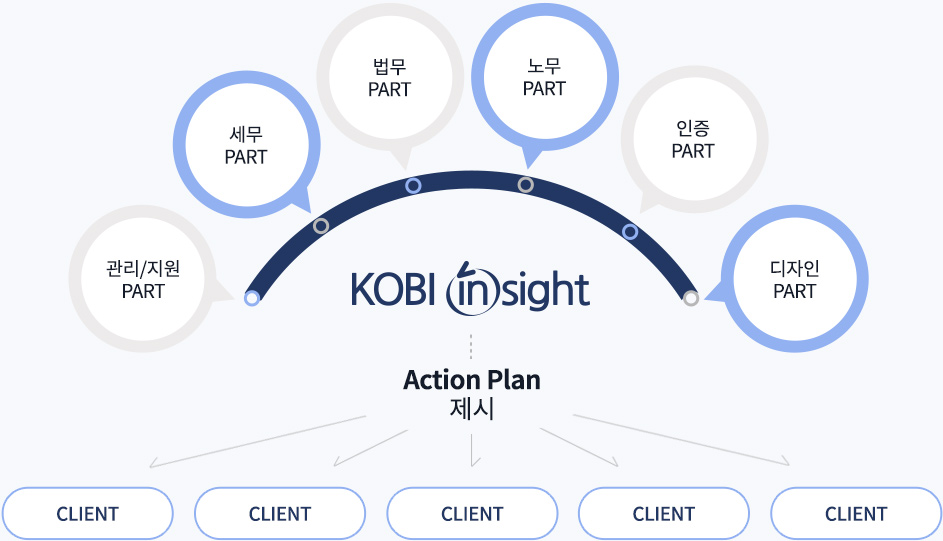 관리/지원
PART
세무
PART
법무
PART
노무
PART
인증
PART
디자인
PART
KOBI insight
Action Plan
제시
CLIENT
CLIENT
CLIENT
CLIENT
CLIENT